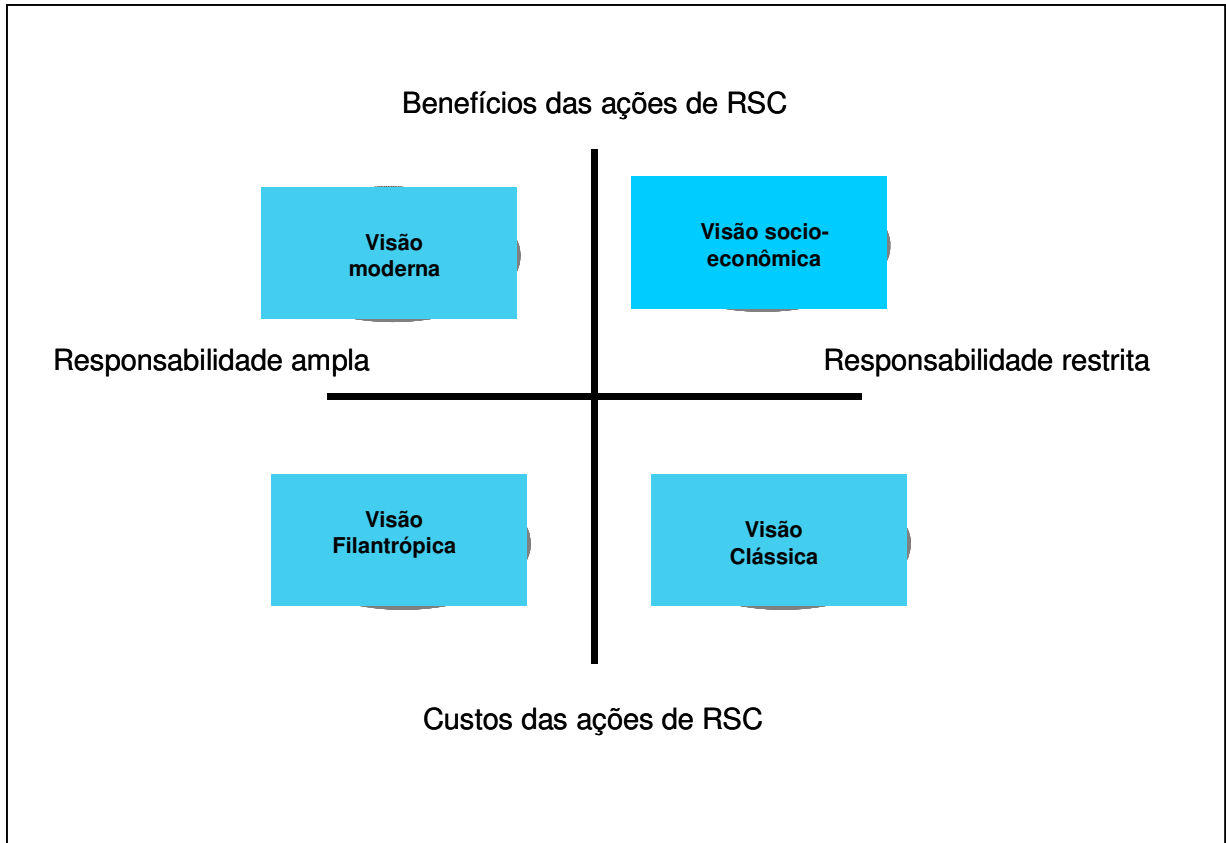 Benefícios das ações de RSC
Visão
moderna
Visão socio-
econômica
Responsabilidade ampla
Responsabilidade restrita
Visão
Filantrópica
Visão
Clássica
Custos das ações de RSC